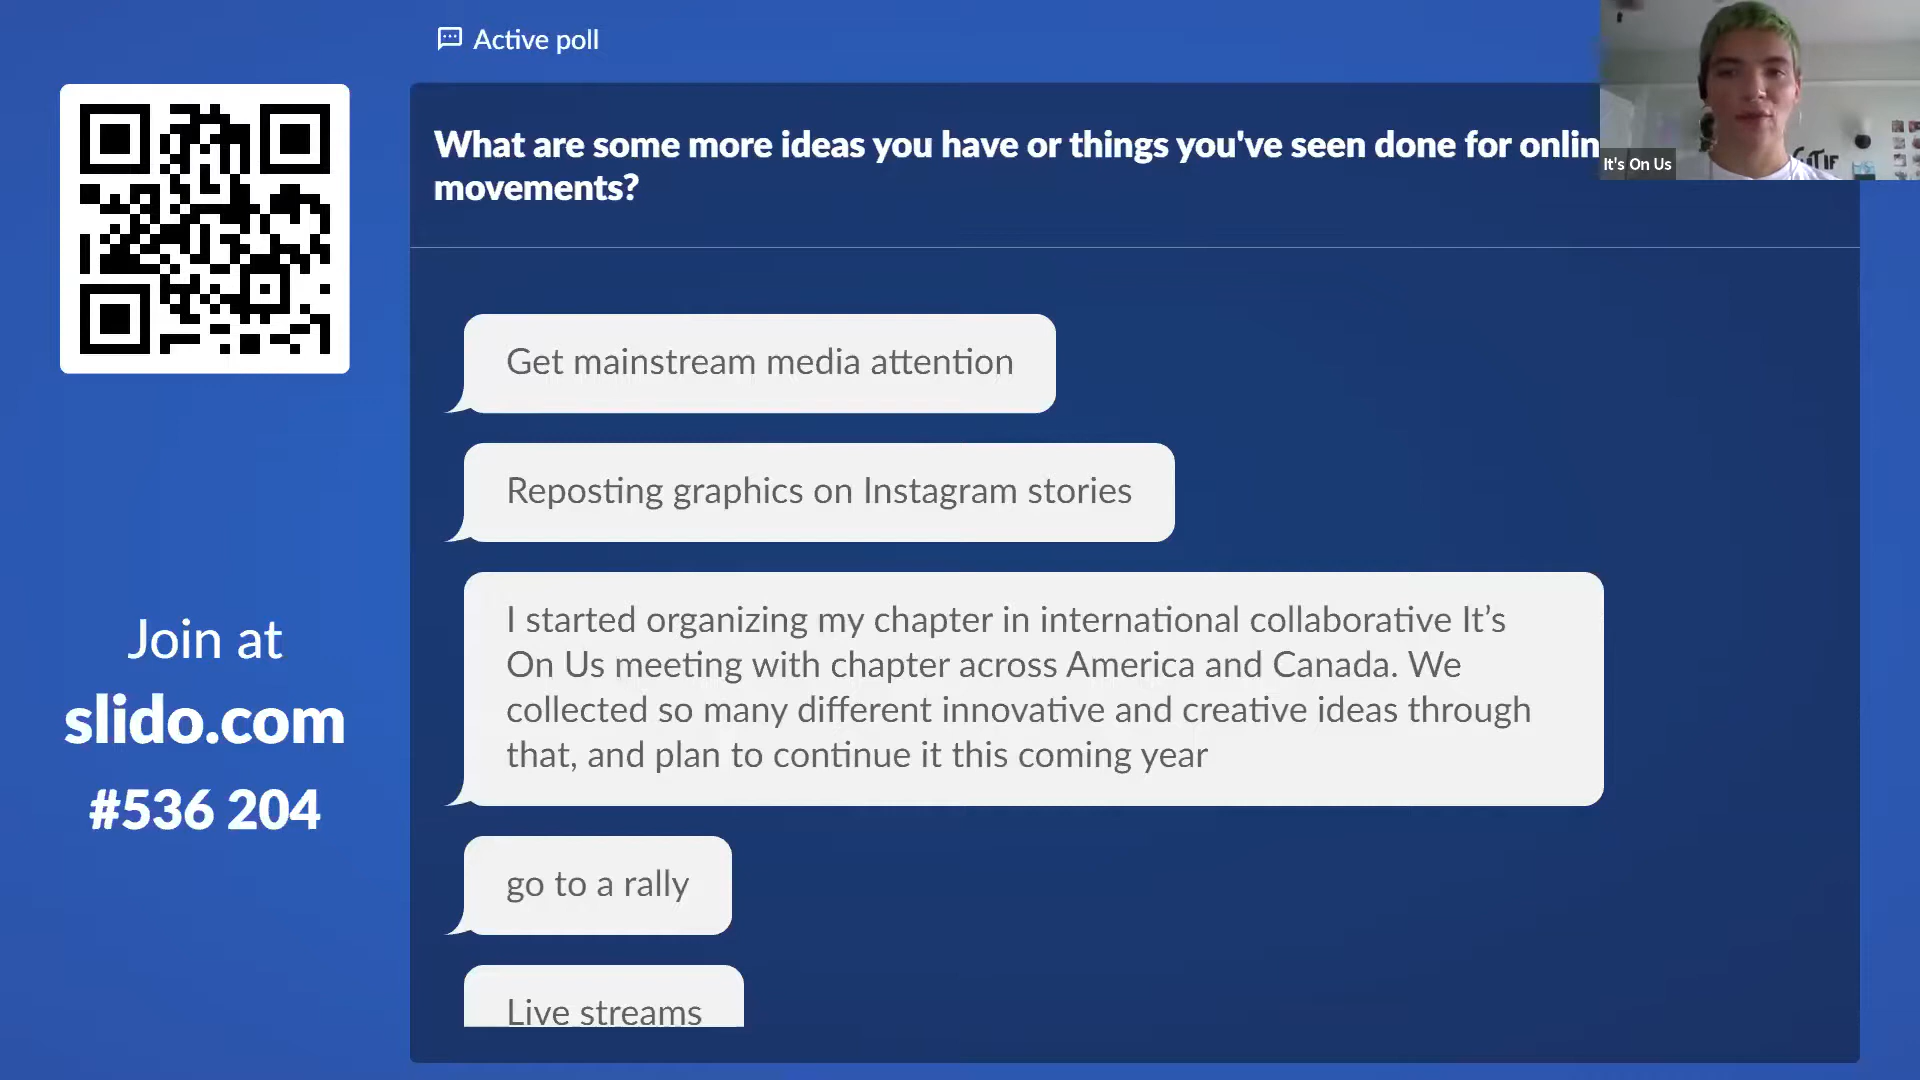 Active poll
What are some more ideas you have or things you've seen done for onlin
movements?
It's On Us
Get mainstream media attention
Reposting graphics on Instagram stories
I started organizing my chapter in international collaborative It’s
On Us meeting with chapter across America and Canada. We
collected so many different innovative and creative ideas through
that, and plan to continue it this coming year
go to a rally
Live streams
Join at
slido.com
#536 204